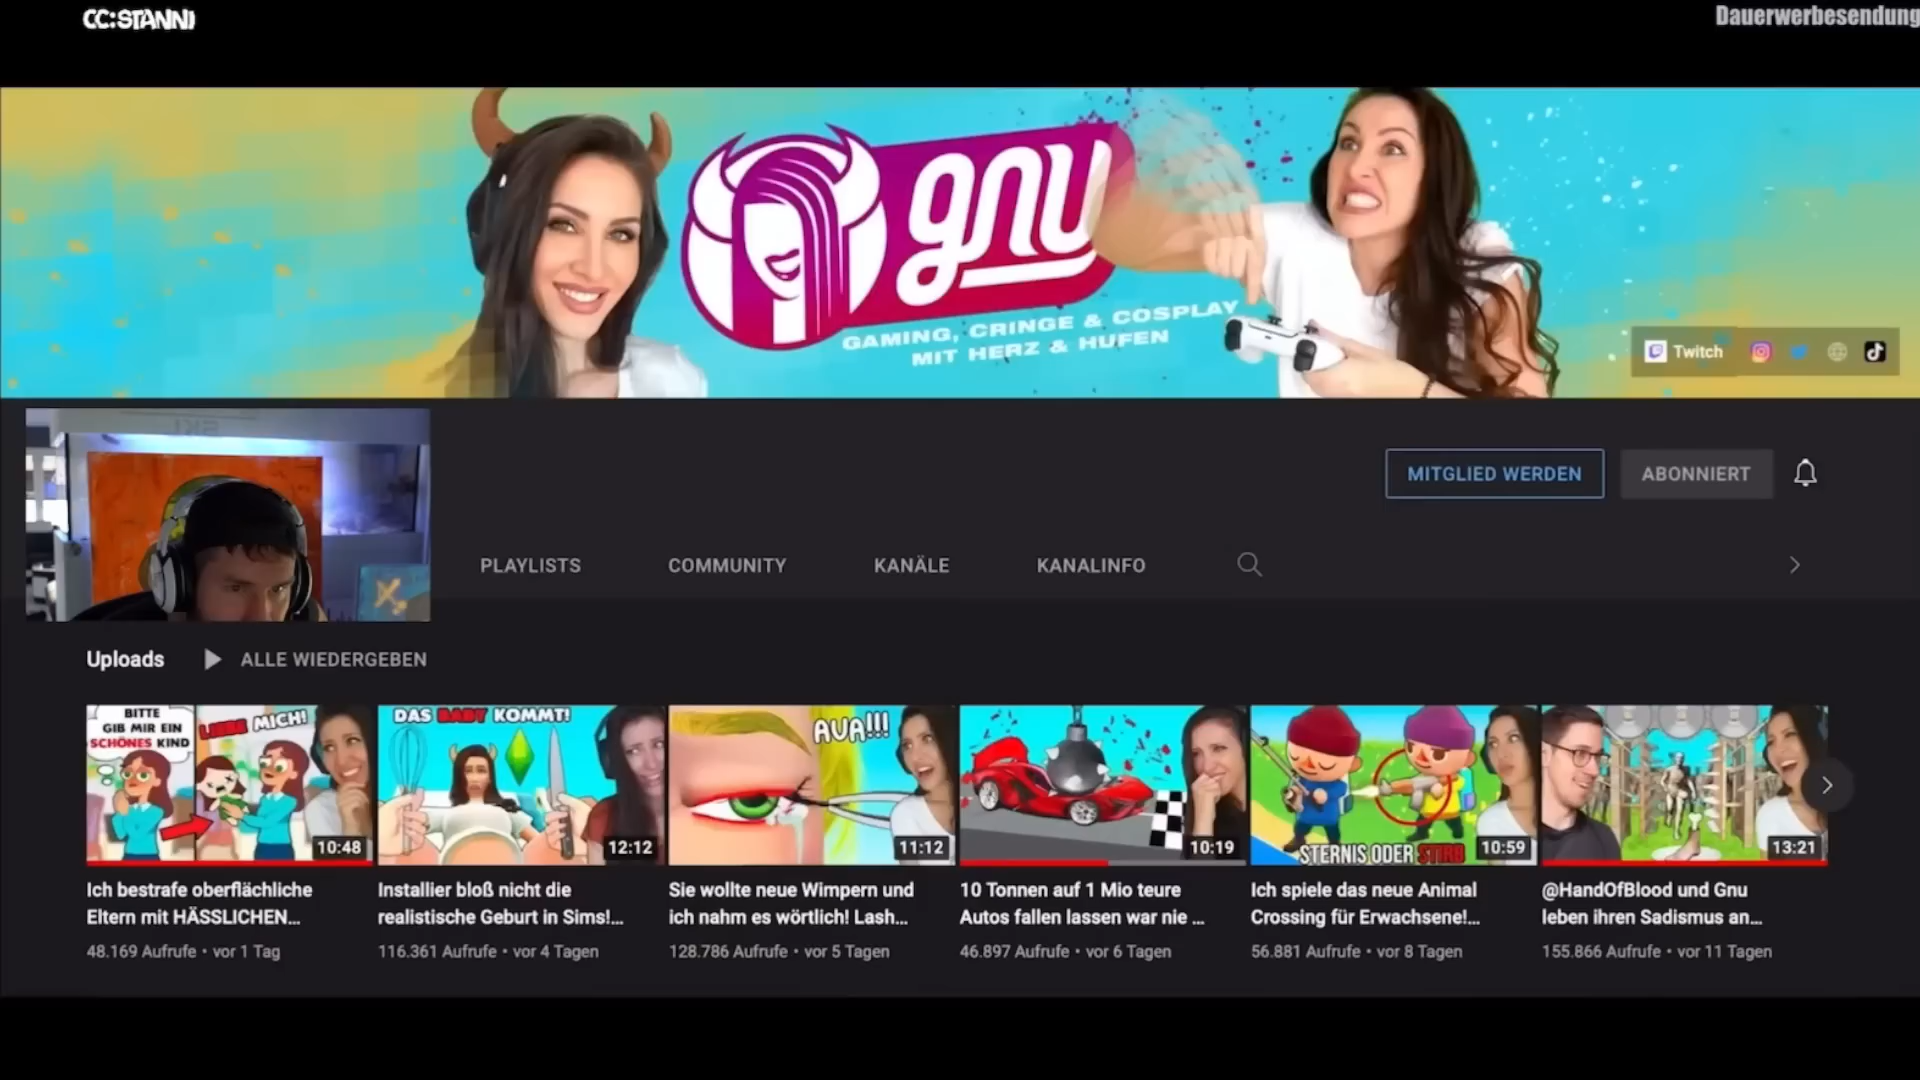 CC:STANNI
Dauerwerbesendung
gnu
GAMING, CRINGE & COSPLAY
MIT HERZ & HUFEN
Twitch
MITGLIED WERDEN
ABONNIERT
PLAYLISTS
COMMUNITY
KANÄLE
KANALINFO
Uploads
ALLE WIEDERGEBEN
BITTE
GIB MIR EIN
SCHÖNES KIND
LIEBE MICH!
10:48
DAS BABY KOMMT!
12:12
AUA!!!
11:12
10:19
STERNIS ODER STIRB
10:59
13:21
Ich bestrafe oberflächliche
Eltern mit HÄSSLICHEN...
48.169 Aufrufe • vor 1 Tag
Installier bloß nicht die
realistische Geburt in Sims!...
116.361 Aufrufe • vor 4 Tagen
Sie wollte neue Wimpern und
ich nahm es wörtlich! Lash...
128.786 Aufrufe • vor 5 Tagen
10 Tonnen auf 1 Mio teure
Autos fallen lassen war nie ...
46.897 Aufrufe • vor 6 Tagen
Ich spiele das neue Animal
Crossing für Erwachsene!...
56.881 Aufrufe • vor 8 Tagen
@HandOfBlood und Gnu
leben ihren Sadismus an...
155.866 Aufrufe • vor 11 Tagen